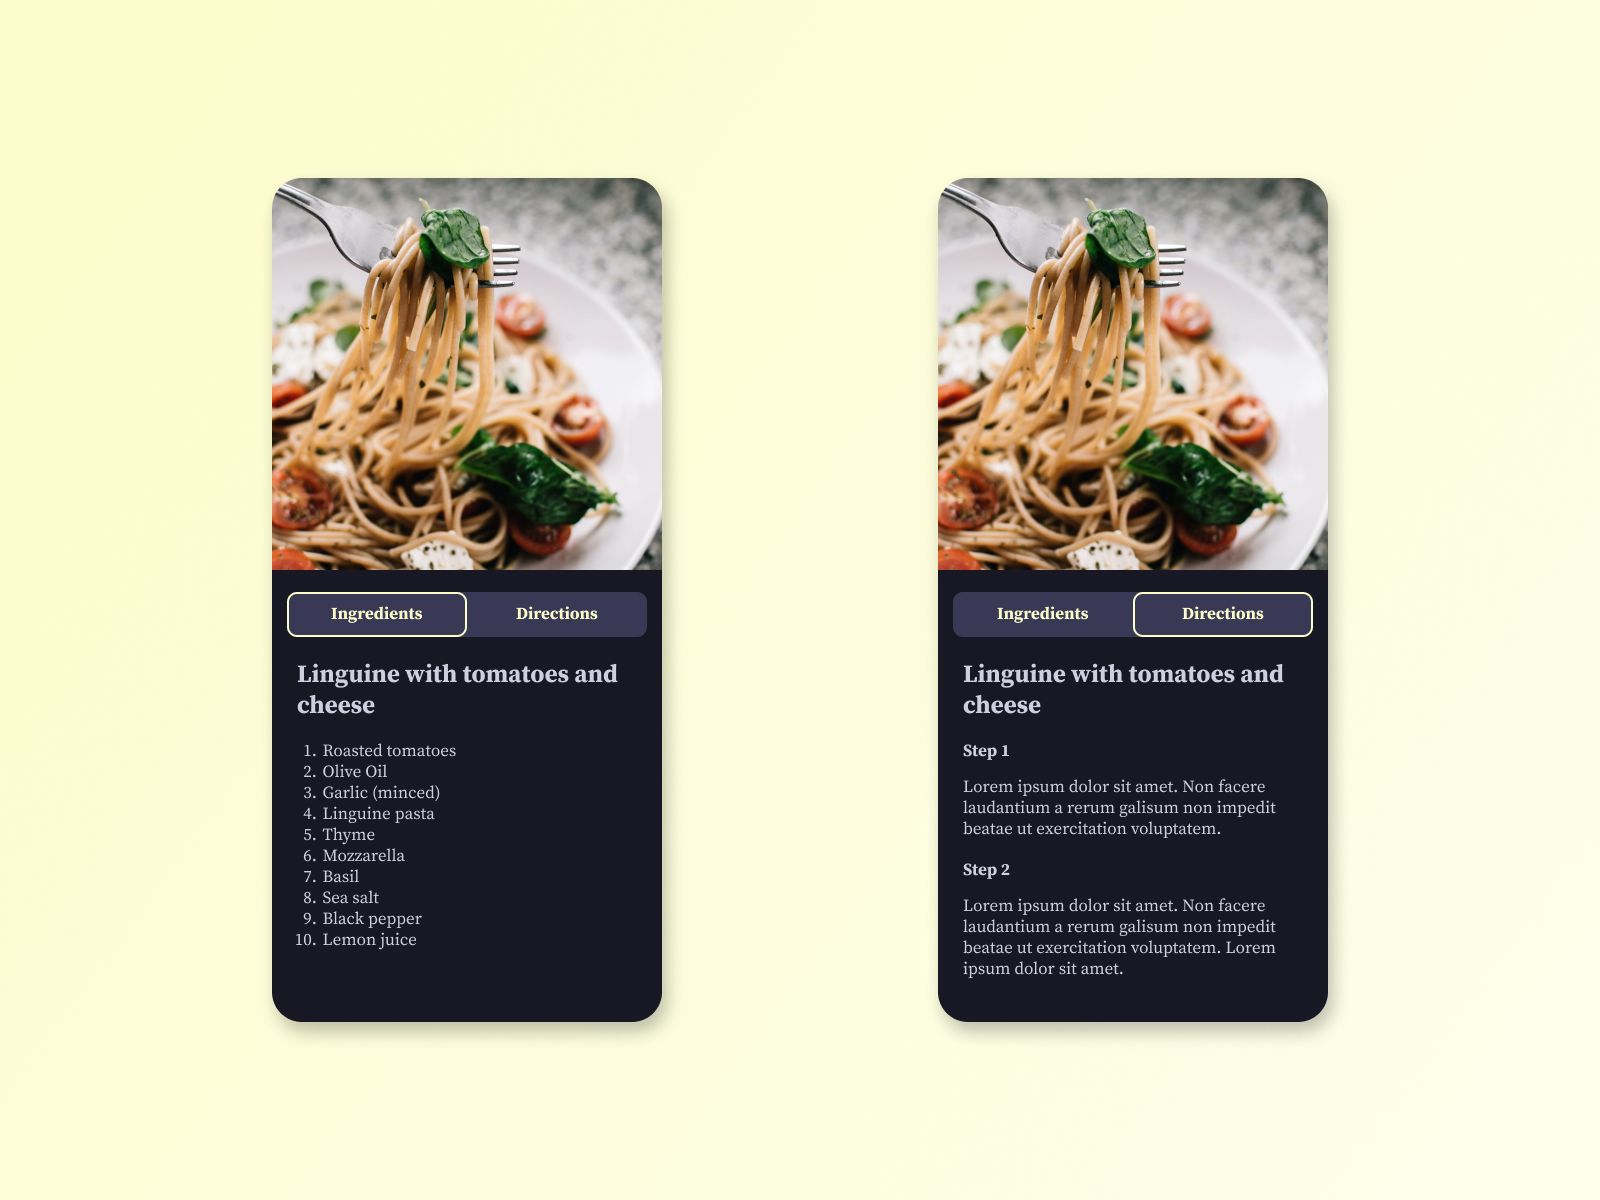 Ingredients
Directions
Linguine with tomatoes and
cheese
1. Roasted tomatoes
2. Olive Oil
3. Garlic (minced)
4. Linguine pasta
5. Thyme
6. Mozzarella
7. Basil
8. Sea salt
9. Black pepper
10. Lemon juice
Ingredients
Directions
Linguine with tomatoes and
cheese
Step 1
Lorem ipsum dolor sit amet. Non facere
laudantium a rerum galisum non impedit
beatae ut exercitation voluptatem.
Step 2
Lorem ipsum dolor sit amet. Non facere
laudantium a rerum galisum non impedit
beatae ut exercitation voluptatem. Lorem
ipsum dolor sit amet.